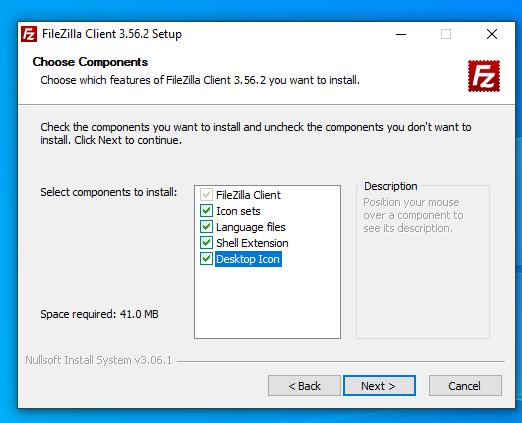 FileZilla Client 3.56.2 Setup
Choose Components
Choose which features of FileZilla Client 3.56.2 you want to install.
FZ
Check the components you want to install and uncheck the components you don't want to
install. Click Next to continue.
Select components to install:
FileZilla Client
Icon sets
Language files
Shell Extension
Desktop Icon
Description
Position your mouse
over a component to
see its description.
Space required: 41.0 MB
Nullsoft Install System v3.06.1
< Back
Next >
Cancel